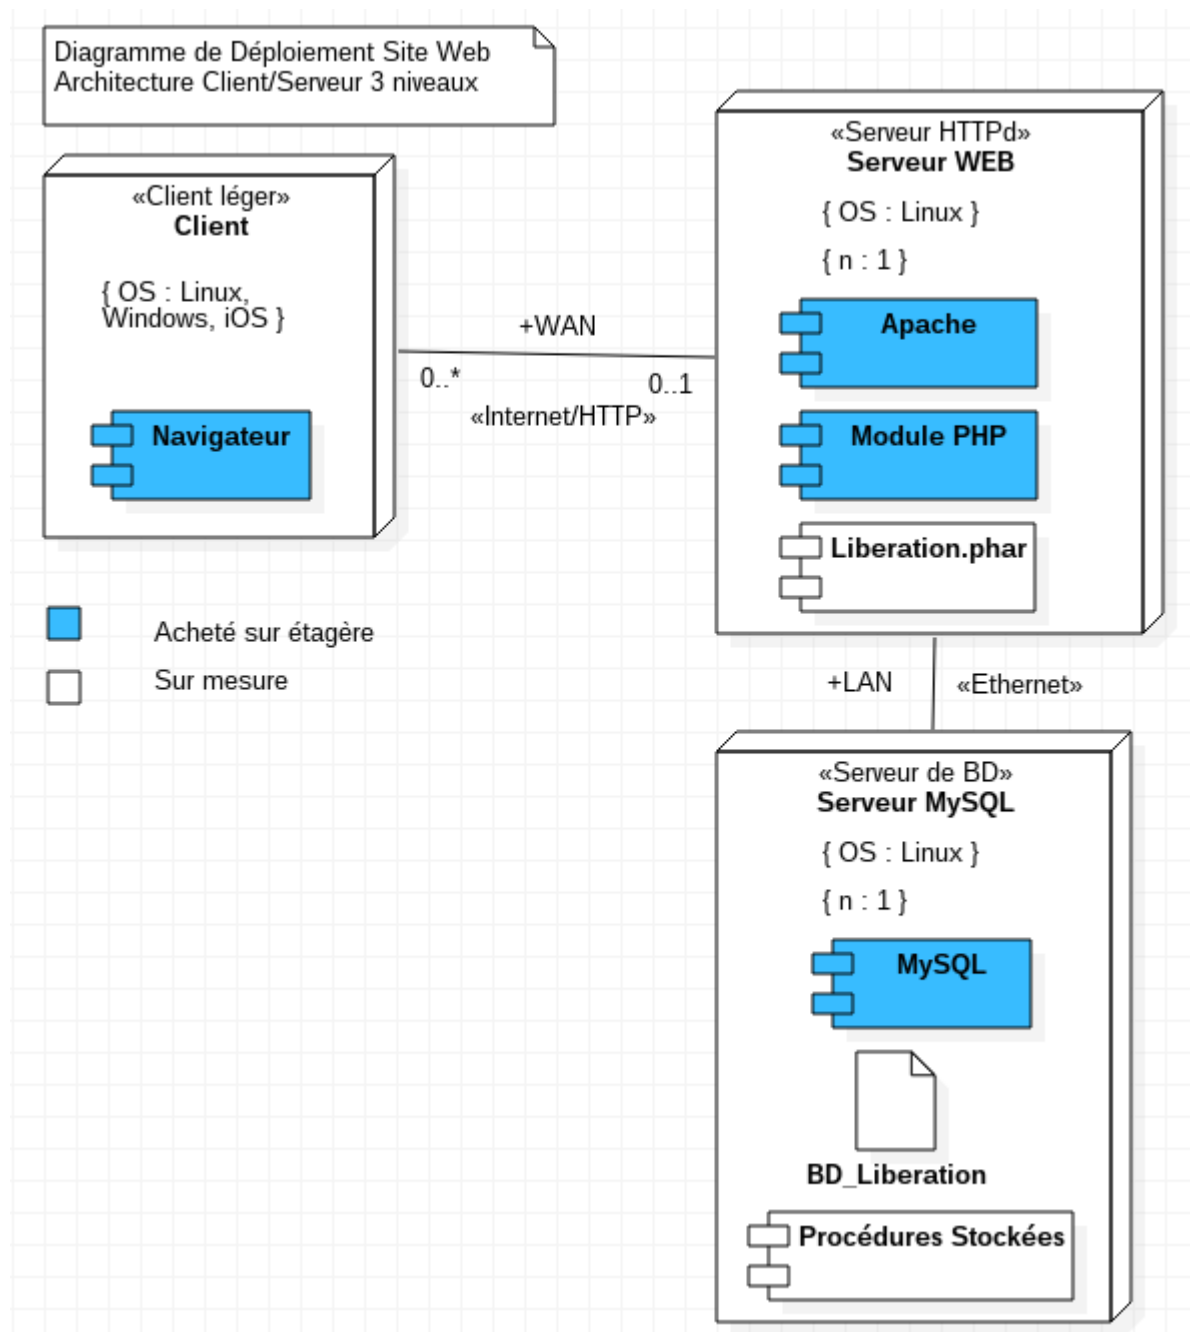 Diagramme de Déploiement Site Web
Architecture Client/Serveur 3 niveaux
«Client léger»
Client
{ OS : Linux,
Windows, iOS }
Navigateur
+WAN
0..*
0..1
«Internet/HTTP»
«Serveur HTTPd»
Serveur WEB
{ OS : Linux }
{ n : 1 }
Apache
Module PHP
Liberation.phar
Acheté sur étagère
Sur mesure
+LAN
«Ethernet»
«Serveur de BD»
Serveur MySQL
{ OS : Linux }
{ n : 1 }
MySQL
BD_Liberation
Procédures Stockées